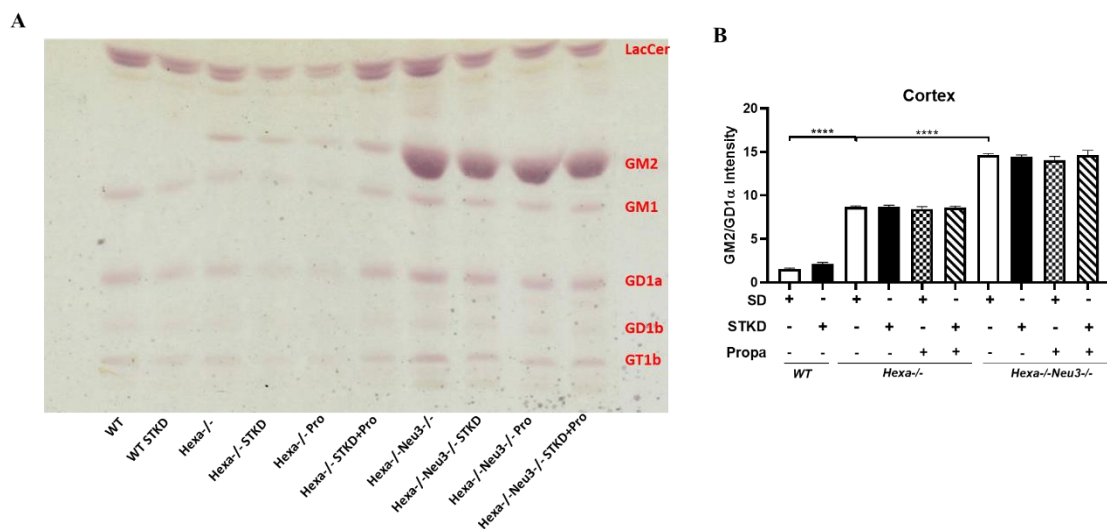 A
LacCer
GM2
GM1
GD1a
GD1b
GT1b
WT
WT STKD
Hexa-/-
Hexa-/- STKD
Hexa-/- Pro
Hexa-/- STKD+Pro
Hexa-/-Neu3-/-
Hexa-/-Neu3-/- STKD
Hexa-/-Neu3-/- Pro
Hexa-/-Neu3-/- STKD+Pro
B
Cortex
GM2/GD1α Intensity
20
15
10
5
0
**** ****
SD + - + - + - + - + -
STKD - + - + - + - + - +
Propa - - - - + + - - + +
WT Hexa-/- Hexa-/-Neu3-/-